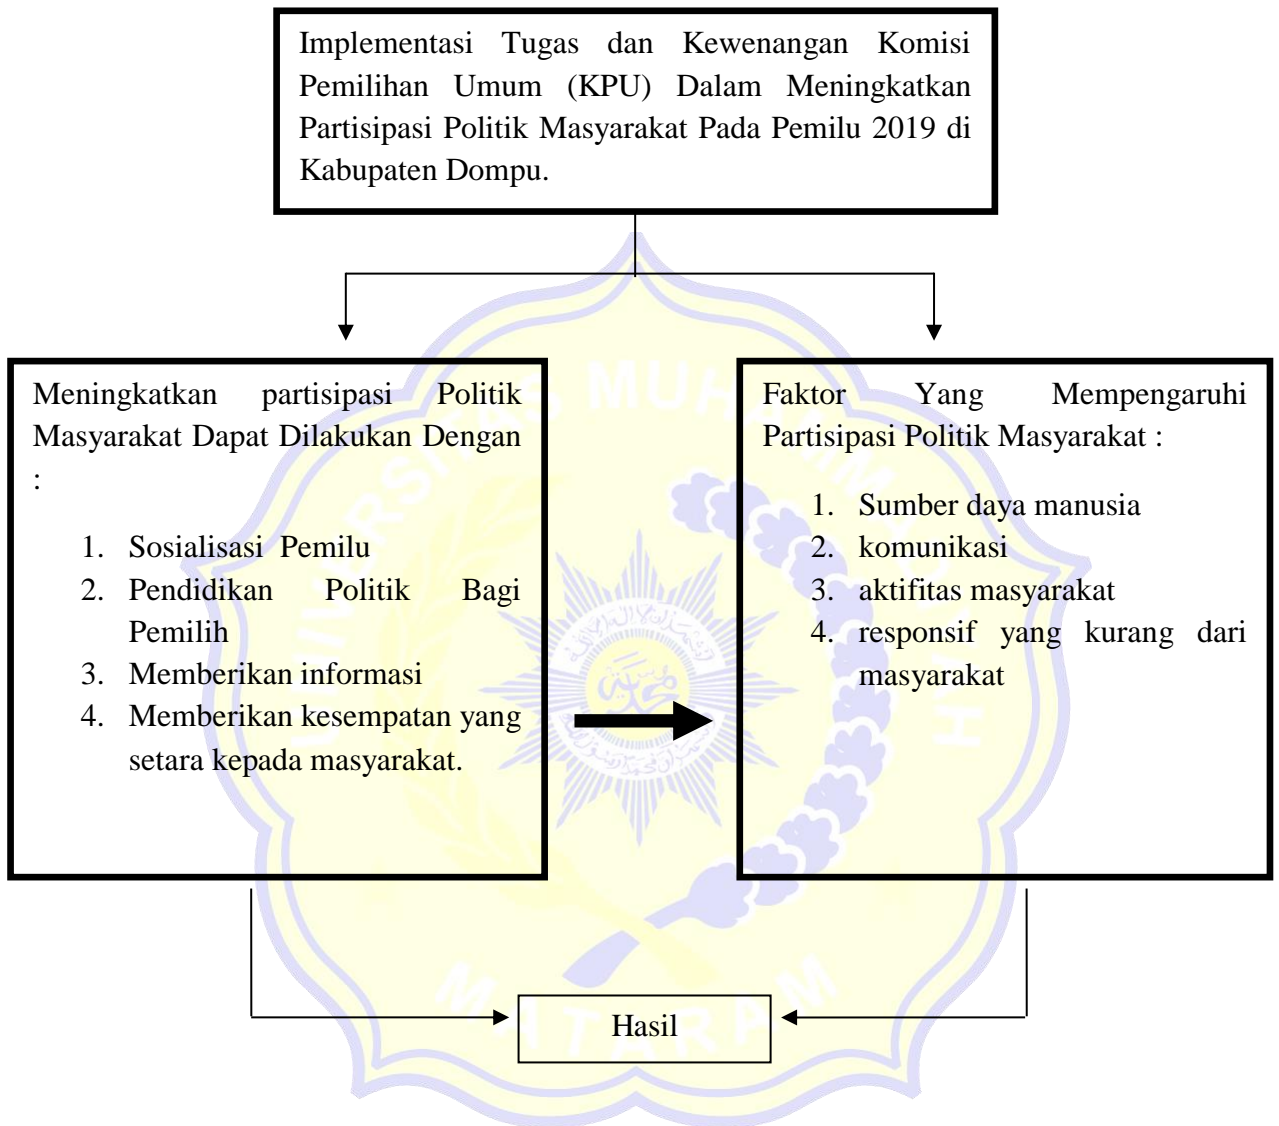 Implementasi Tugas dan Kewenangan Komisi
Pemilihan Umum (KPU) Dalam Meningkatkan
Partisipasi Politik Masyarakat Pada Pemilu 2019 di
Kabupaten Dompu.
Meningkatkan partisipasi Politik
Masyarakat Dapat Dilakukan Dengan
:
1. Sosialisasi Pemilu
2. Pendidikan Politik Bagi
Pemilih
3. Memberikan informasi
4. Memberikan kesempatan yang
setara kepada masyarakat.
Faktor Yang Mempengaruhi
Partisipasi Politik Masyarakat :
1. Sumber daya manusia
2. komunikasi
3. aktifitas masyarakat
4. responsif yang kurang dari
masyarakat
Hasil
UNIVERSITAS MUHAMMADIYAH
MATARAM